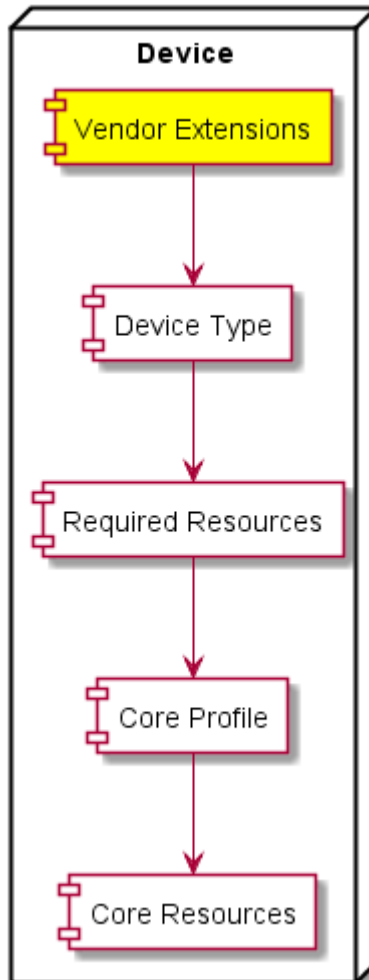 Device
Vendor Extensions
Device Type
Required Resources
Core Profile
Core Resources